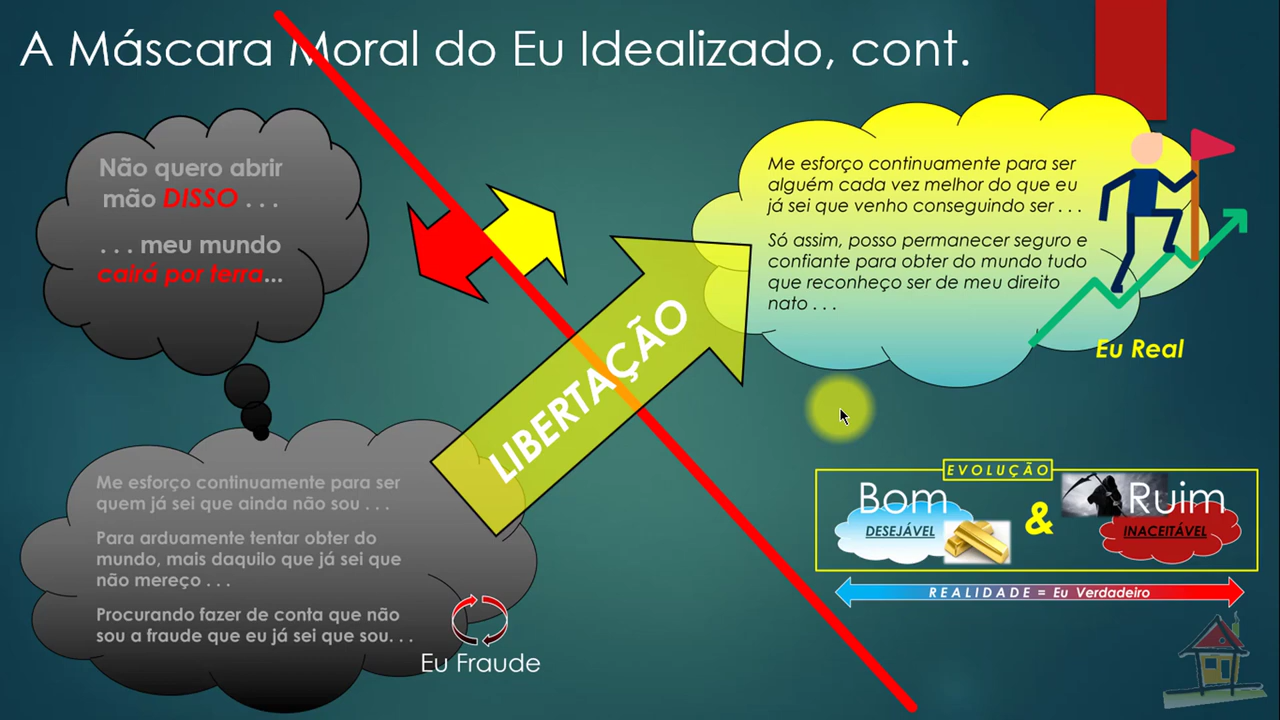 A Máscara Moral do Eu Idealizado, cont.
Não quero abrir
mão DISSO . . .
. . . meu mundo
cairá por terra...
Me esforço continuamente para ser
quem já sei que ainda não sou . . .
Para arduamente tentar obter do
mundo, mais daquilo que já sei que
não mereço . . .
Procurando fazer de conta que não
sou a fraude que eu já sei que sou. . .
Eu Fraude
LIBERTAÇÃO
Me esforço continuamente para ser
alguém cada vez melhor do que eu
já sei que venho conseguindo ser . . .
Só assim, posso permanecer seguro e
confiante para obter do mundo tudo
que reconheço ser de meu direito
nato . . .
Eu Real
EVOLUÇÃO
Bom & Ruim
DESEJÁVEL INACEITÁVEL
REALIDADE = Eu Verdadeiro